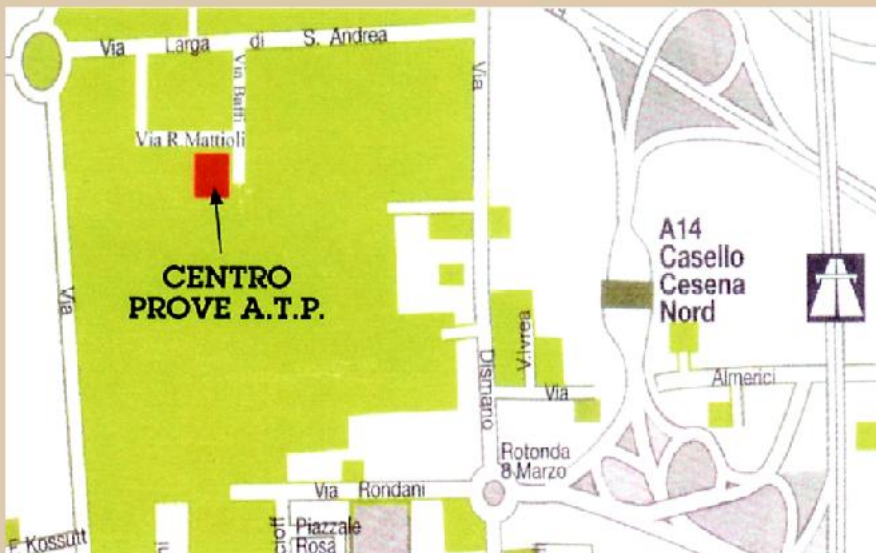 Via Larga di S. Andrea
Via Batti
Via
Via R. Mattioli
CENTRO
PROVE A.T.P.
A14
Casello
Cesena
Nord
Via
V.Ivrea
Dismano
Almerici
Via
Rotonda
8 Marzo
Via Rondani
Piazzale
Rosa
F. Kossutt